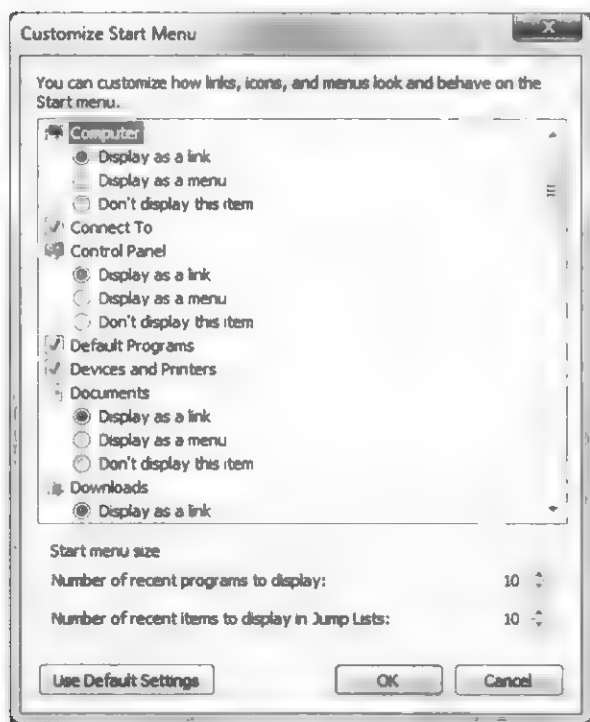 Customize Start Menu
You can customize how links, icons, and menus look and behave on the
Start menu.
Computer
Display as a link
Display as a menu
Don't display this item
Connect To
Control Panel
Display as a link
Display as a menu
Don't display this item
Default Programs
Devices and Printers
Documents
Display as a link
Display as a menu
Don't display this item
Downloads
Display as a link
Start menu size
Number of recent programs to display: 10
Number of recent items to display in Jump Lists: 10
Use Default Settings OK Cancel